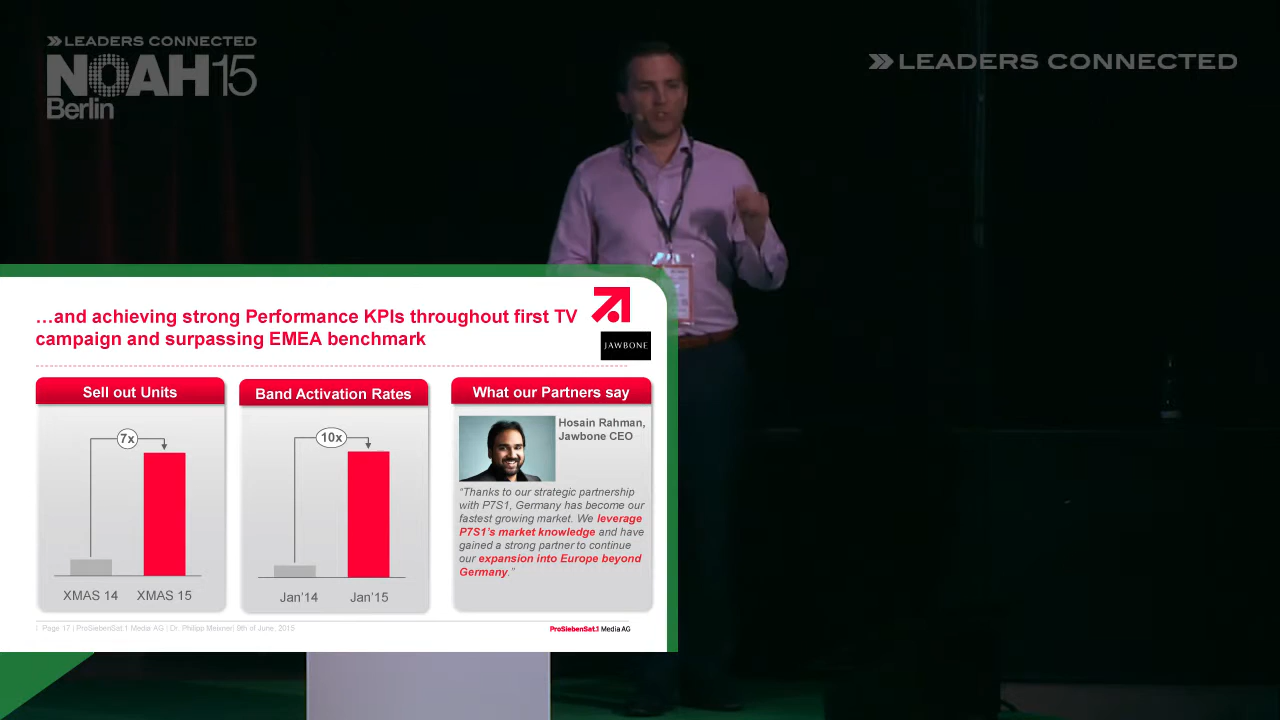 LEADERS CONNECTED
NOAH15
Berlin
LEADERS CONNECTED
…and achieving strong Performance KPIs throughout first TV
campaign and surpassing EMEA benchmark
JAWBONE
Sell out Units
7x
XMAS 14 XMAS 15
Band Activation Rates
10x
Jan'14 Jan'15
What our Partners say
Hosain Rahman,
Jawbone CEO
"Thanks to our strategic partnership
with P7S1, Germany has become our
fastest growing market. We leverage
P7S1's market knowledge and have
gained a strong partner to continue
our expansion into Europe beyond
Germany."
| Page 17 | ProSiebenSat.1 Media AG | Dr. Philipp Meixner| 9th of June, 2015.
ProSiebenSat.1 Media AG